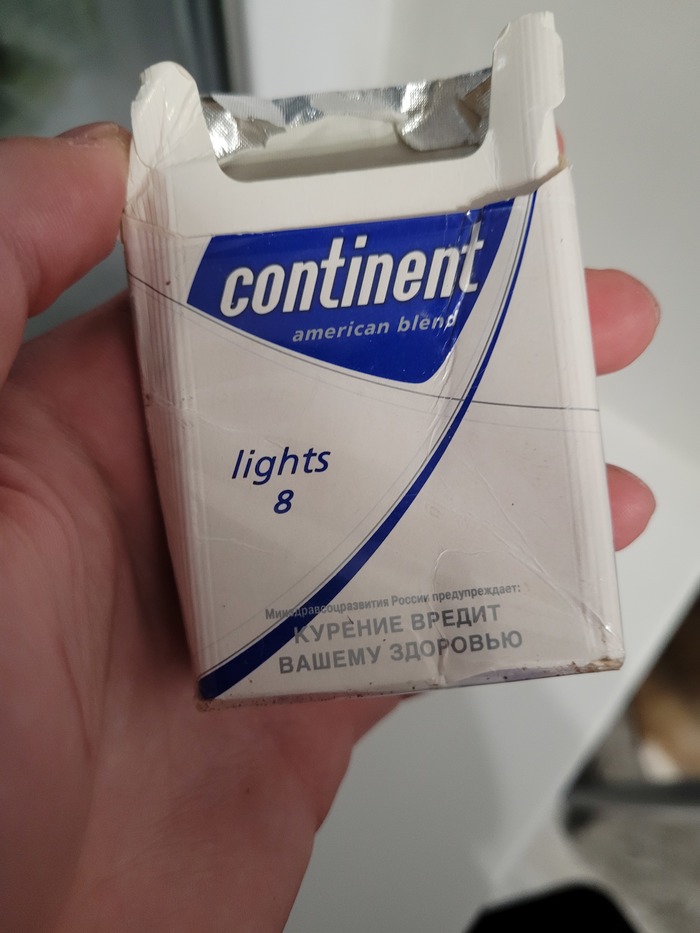 continent
american blend
lights
8
Минздравсоцразвития России предупреждает:
КУРЕНИЕ ВРЕДИТ
ВАШЕМУ ЗДОРОВЬЮ